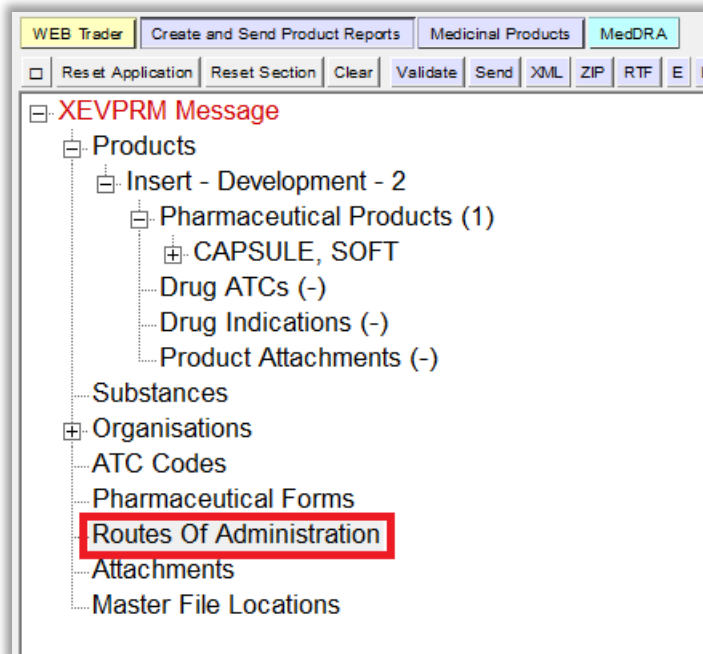 WEB Trader Create and Send Product Reports Medicinal Products MedDRA
Reset Application Reset Section Clear Validate Send XML ZIP RTF E
XEVPRM Message
Products
Insert - Development - 2
Pharmaceutical Products (1)
CAPSULE, SOFT
Drug ATCs (-)
Drug Indications (-)
Product Attachments (-)
Substances
Organisations
ATC Codes
Pharmaceutical Forms
Routes Of Administration
Attachments
Master File Locations